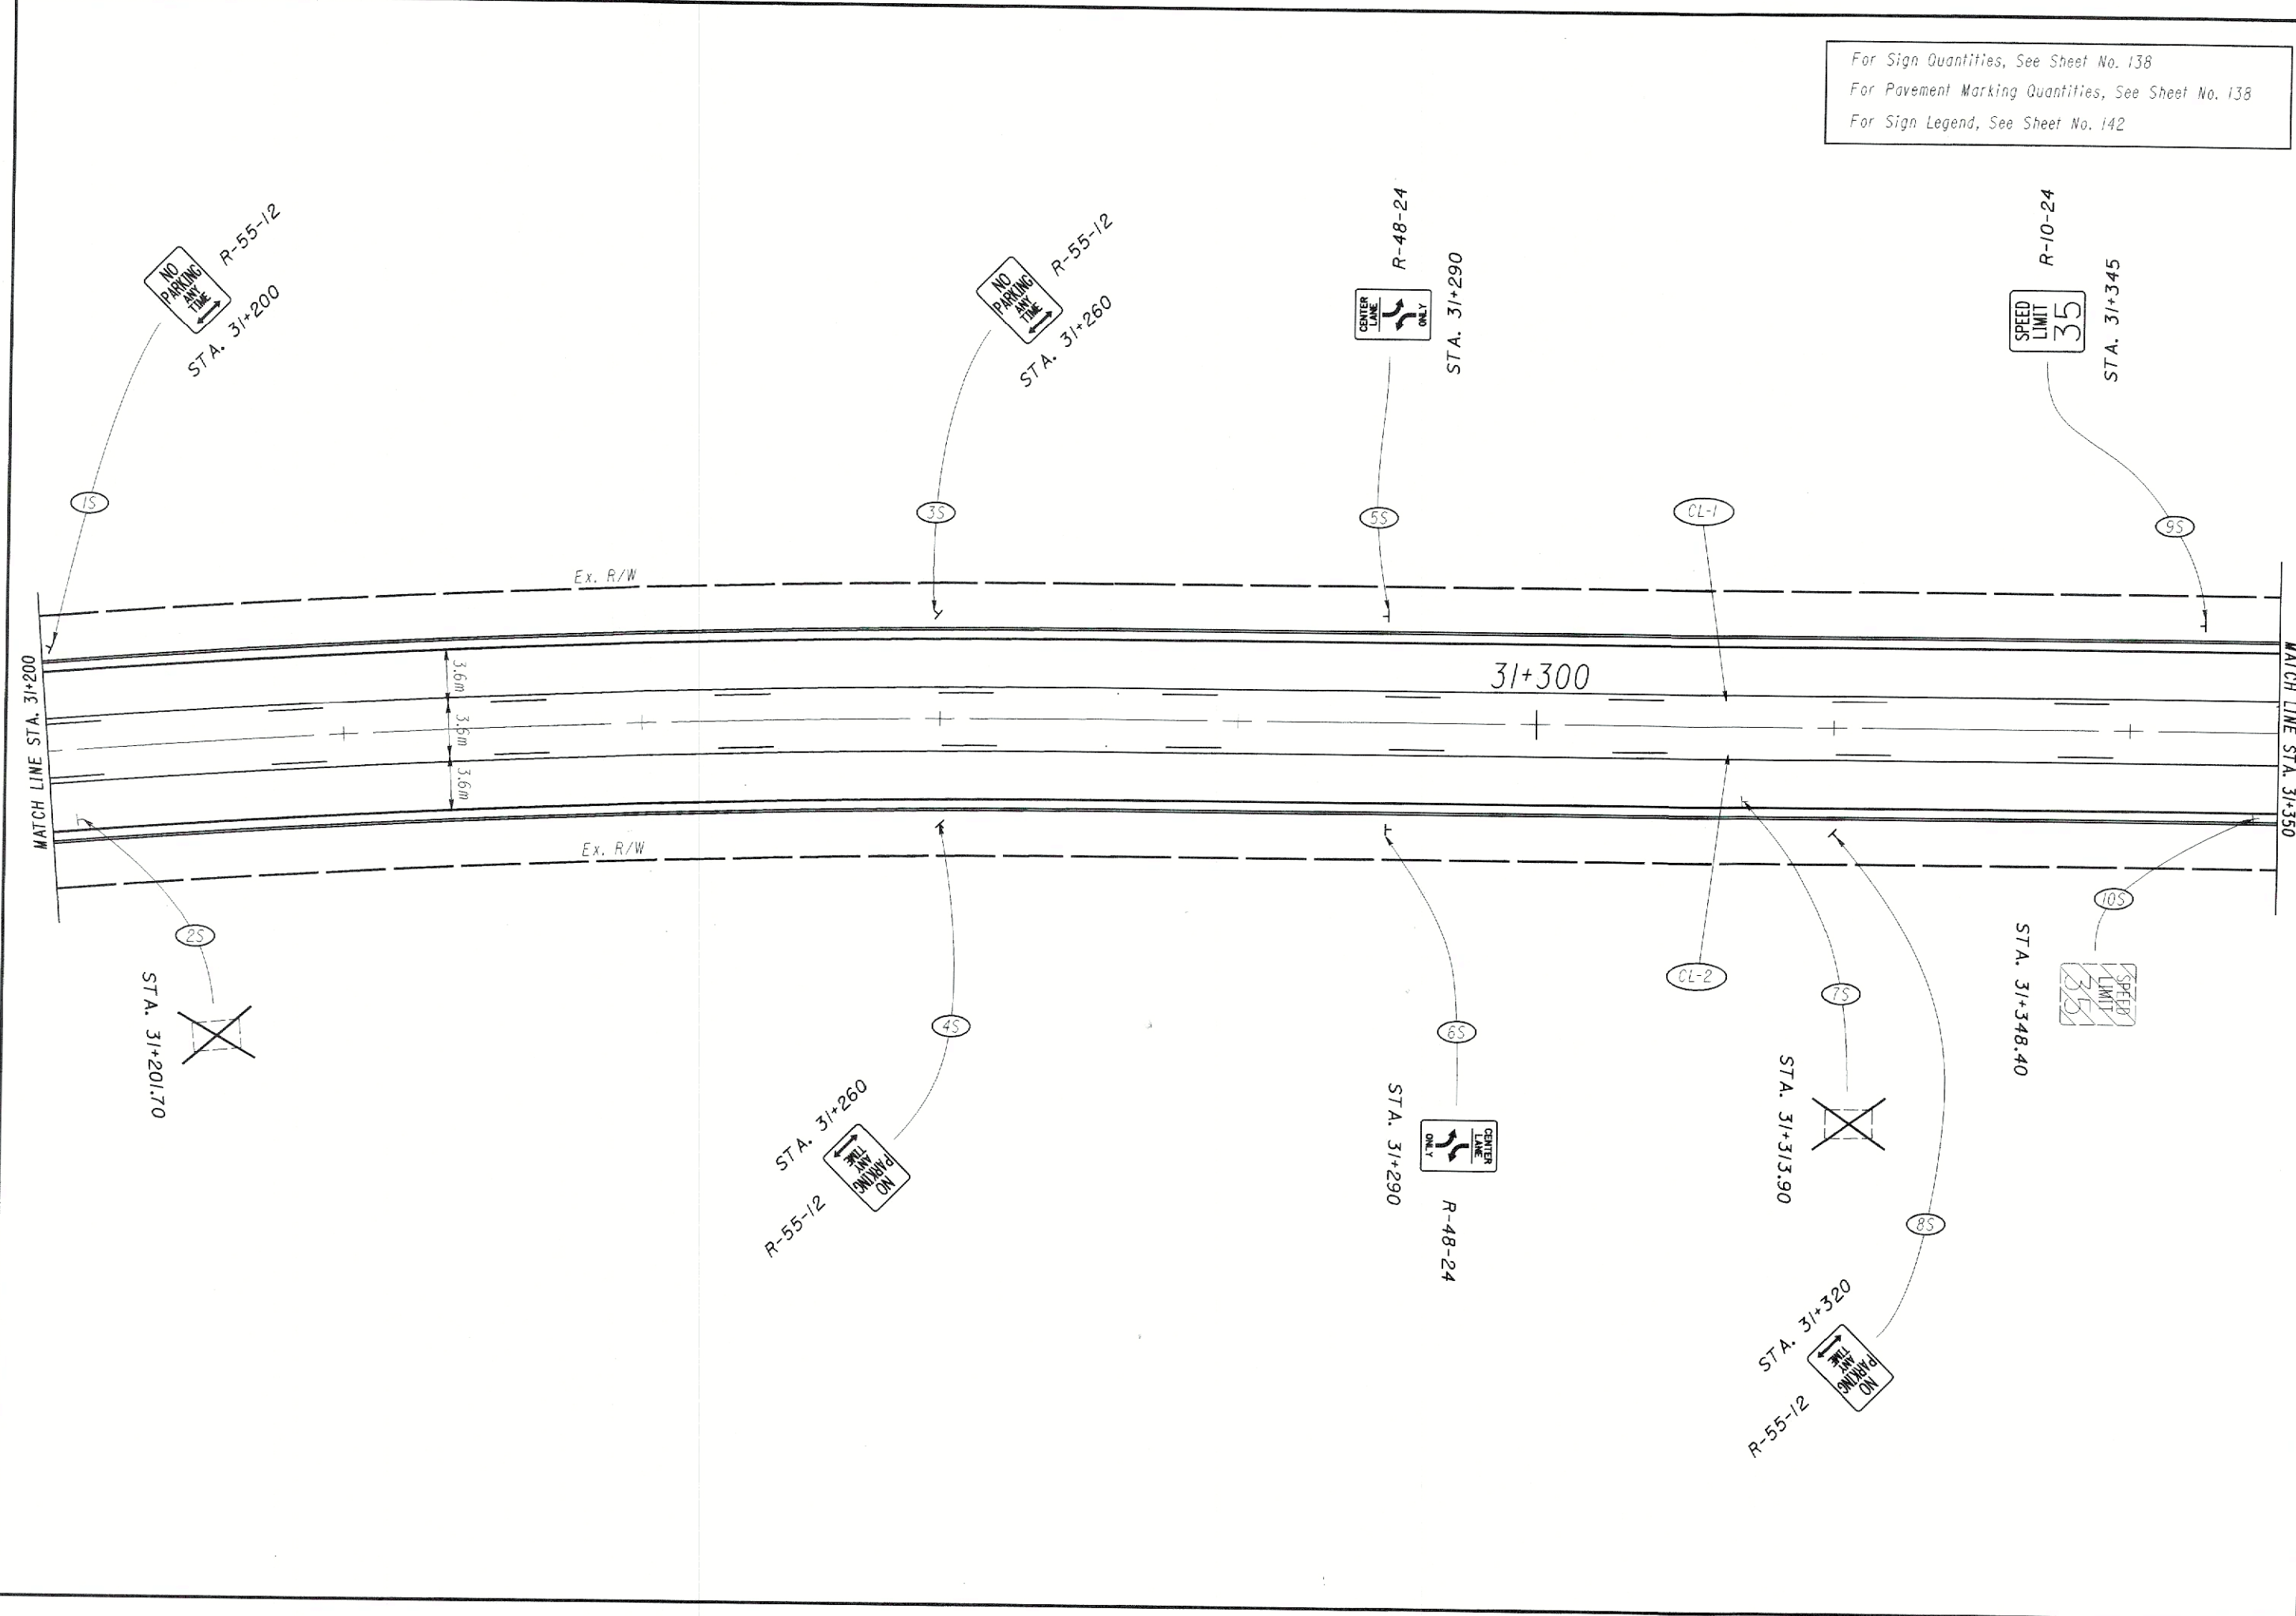 For Sign Quantities, See Sheet No. 138
For Pavement Marking Quantities, See Sheet No. 138
For Sign Legend, See Sheet No. 142
R-55-12
NO
PARKING
ANY
TIME
STA. 31+200
1S
R-55-12
NO
PARKING
ANY
TIME
STA. 31+260
3S
R-48-24
CENTER
LANE
ONLY
STA. 31+290
5S
CL-1
R-10-24
SPEED
LIMIT
35
STA. 31+345
9S
Ex. R/W
MATCH LINE STA. 31+200
3.6m
3.6m
3.6m
31+300
MATCH LINE STA. 31+350
Ex. R/W
2S
STA. 31+201.70
4S
STA. 31+260
NO
PARKING
ANY
TIME
R-55-12
6S
STA. 31+290
CENTER
LANE
ONLY
R-48-24
CL-2
7S
STA. 31+313.90
8S
STA. 31+320
NO
PARKING
ANY
TIME
R-55-12
10S
STA. 31+348.40
SPEED
LIMIT
35